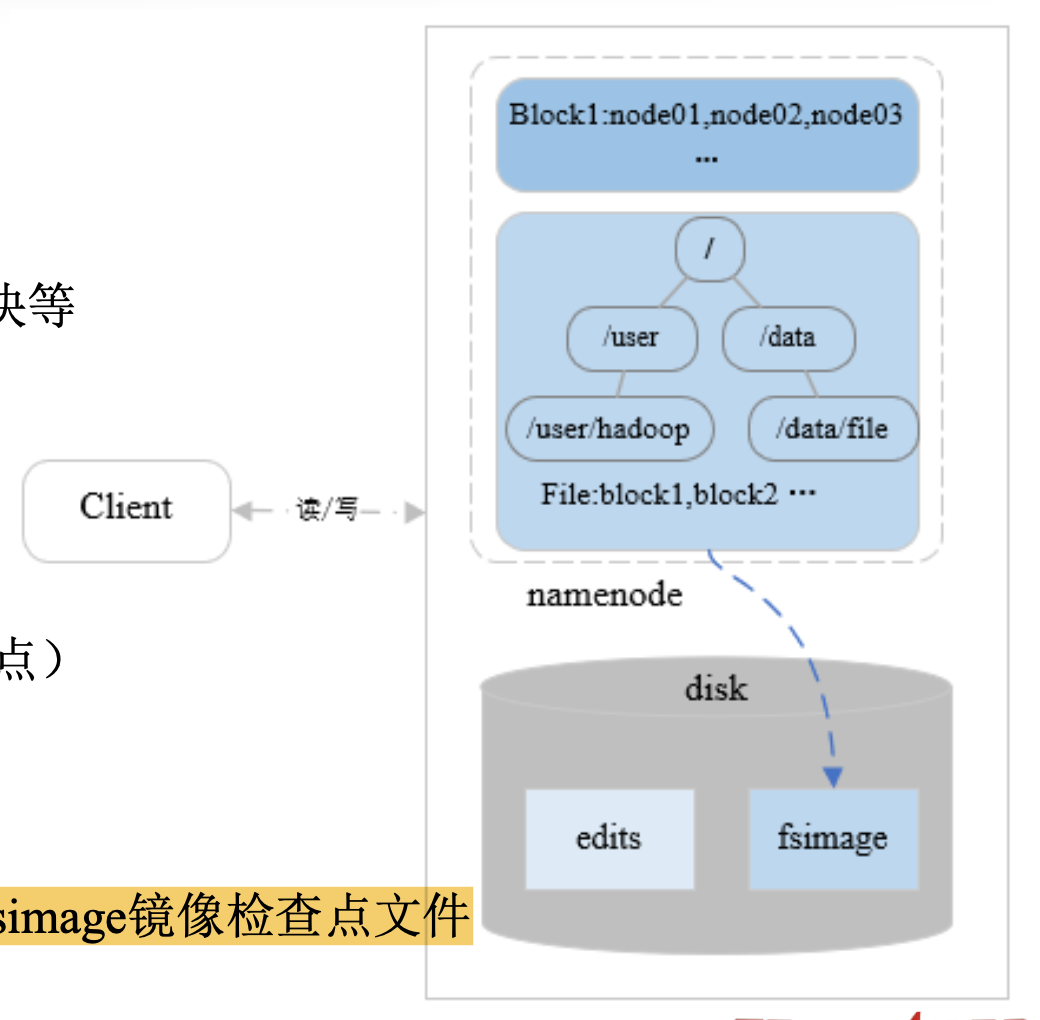 Block1:node01,node02,node03
...
/
/user
/data
/user/hadoop
/data/file
File:block1,block2 ...
块等
Client
读/写
namenode
点）
disk
edits
fsimage
simage镜像检查点文件